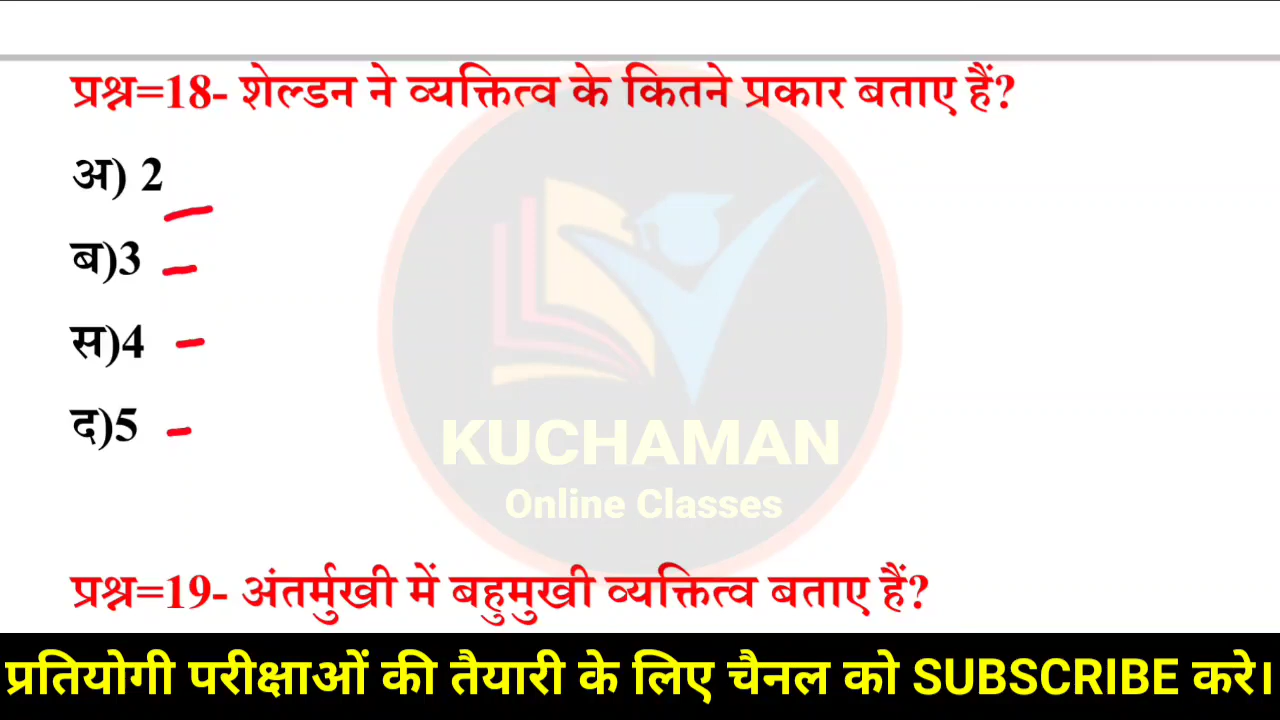 प्रश्न=18- शेल्डन ने व्यक्तित्व के कितने प्रकार बताए हैं?
अ) 2
ब)3
स)4
द)5
KUCHAMAN
Online Classes
प्रश्न=19- अंतर्मुखी में बहुमुखी व्यक्तित्व बताए हैं?
प्रतियोगी परीक्षाओं की तैयारी के लिए चैनल को SUBSCRIBE करे।